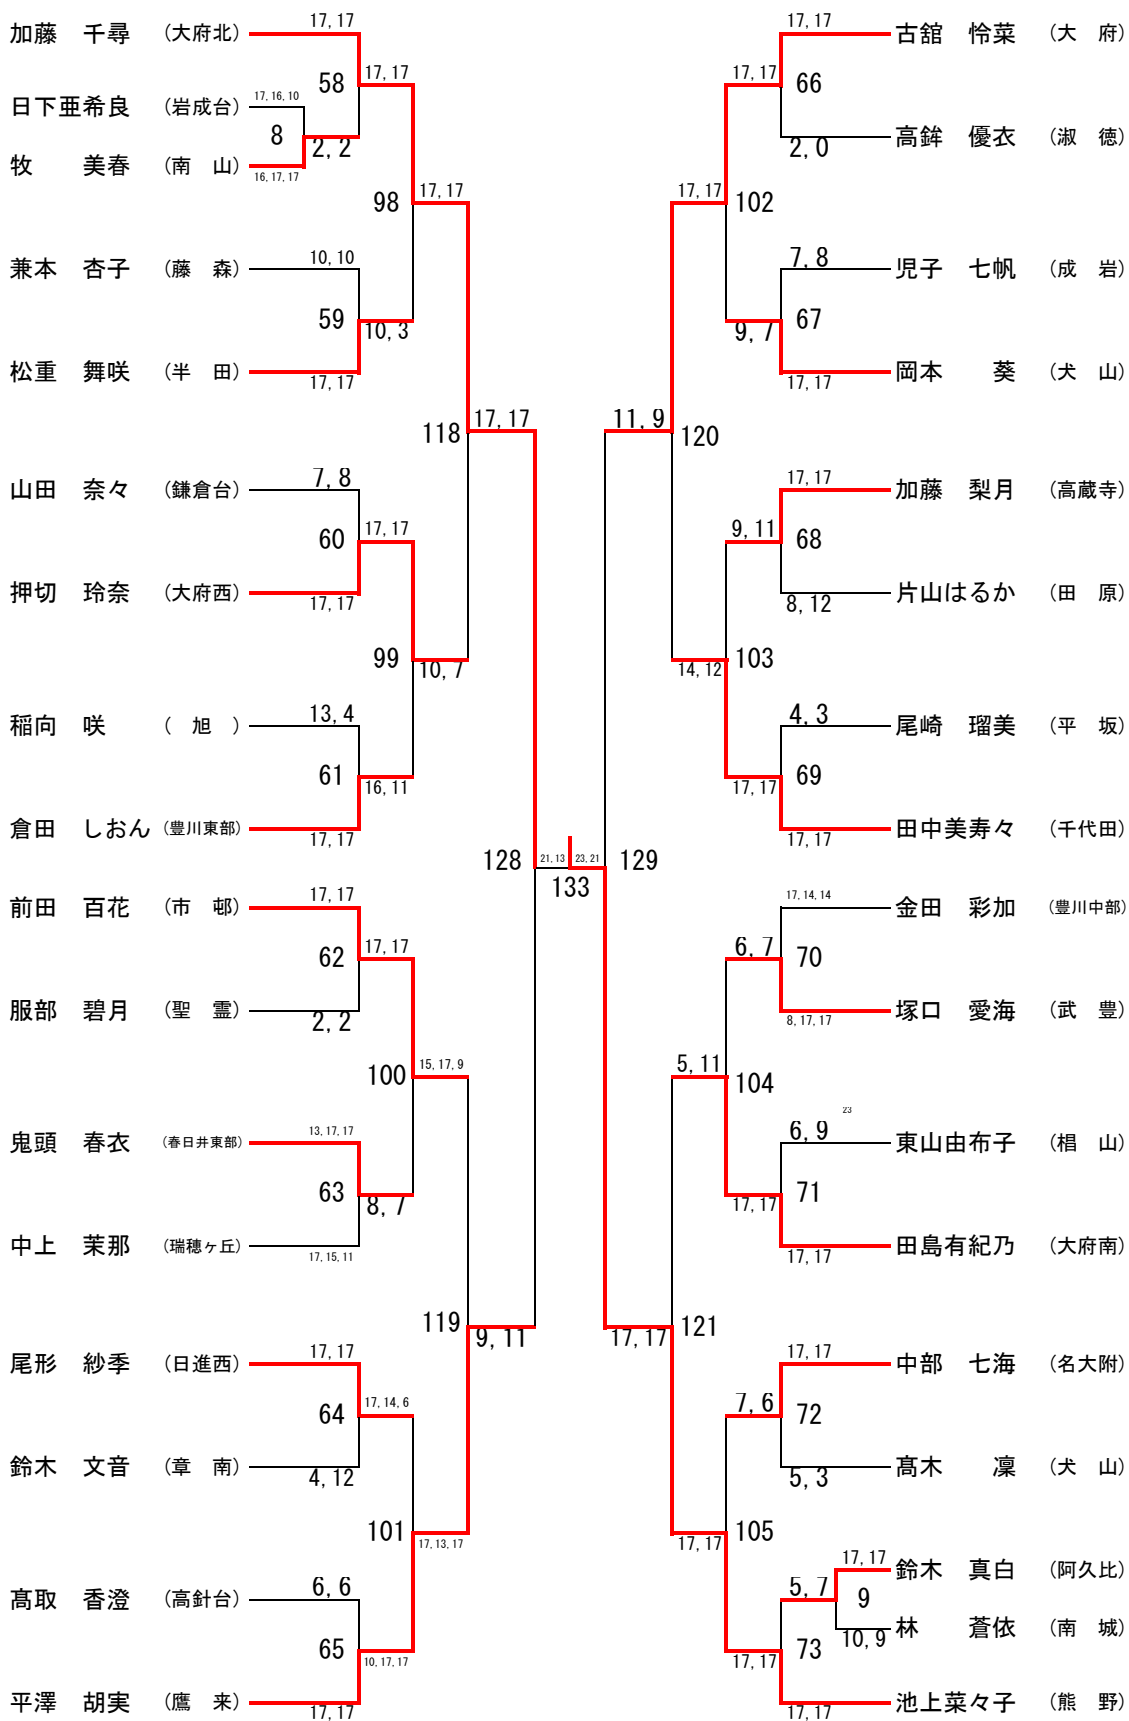 加藤　千尋　（大府北）　17,17
58　17,17
日下亜希良　（岩成台）　17,16,10
8　2,2
牧　　美春　（南　山）　16,17,17
98　17,17
兼本　杏子　（藤　森）　10,10
59　10,3
松重　舞咲　（半　田）　17,17
118　17,17
山田　奈々　（鎌倉台）　7,8
60　17,17
押切　玲奈　（大府西）　17,17
99　10,7
稲向　咲　（　旭　）　13,4
61　16,11
倉田　しおん　（豊川東部）　17,17
128　21,13
前田　百花　（市　邨）　17,17
62　17,17
服部　碧月　（聖　霊）　2,2
100　15,17,9
鬼頭　春衣　（春日井東部）　13,17,17
63　8,7
中上　茉那　（瑞穂ヶ丘）　17,15,11
119　9,11
尾形　紗季　（日進西）　17,17
64　17,14,6
鈴木　文音　（章　南）　4,12
101　17,13,17
髙取　香澄　（高針台）　6,6
65　10,17,17
平澤　胡実　（鷹　来）　17,17
133
17,17　古舘　怜菜　（大　府）
17,17　66
2,0　高鉾　優衣　（淑　徳）
17,17　102
7,8　児子　七帆　（成　岩）
9,7　67
17,17　岡本　　葵　（犬　山）
11,9　120
17,17　加藤　梨月　（高蔵寺）
9,11　68
8,12　片山はるか　（田　原）
14,12　103
4,3　尾崎　瑠美　（平　坂）
17,17　69
17,17　田中美寿々　（千代田）
23,21　129
17,14,14　金田　彩加　（豊川中部）
6,7　70
8,17,17　塚口　愛海　（武　豊）
5,11　104
23
6,9　東山由布子　（椙　山）
17,17　71
17,17　田島有紀乃　（大府南）
17,17　121
17,17　中部　七海　（名大附）
7,6　72
5,3　髙木　　凜　（犬　山）
17,17　105
17,17　鈴木　真白　（阿久比）
5,7　9
10,9　林　　蒼依　（南　城）
17,17　73
17,17　池上菜々子　（熊　野）